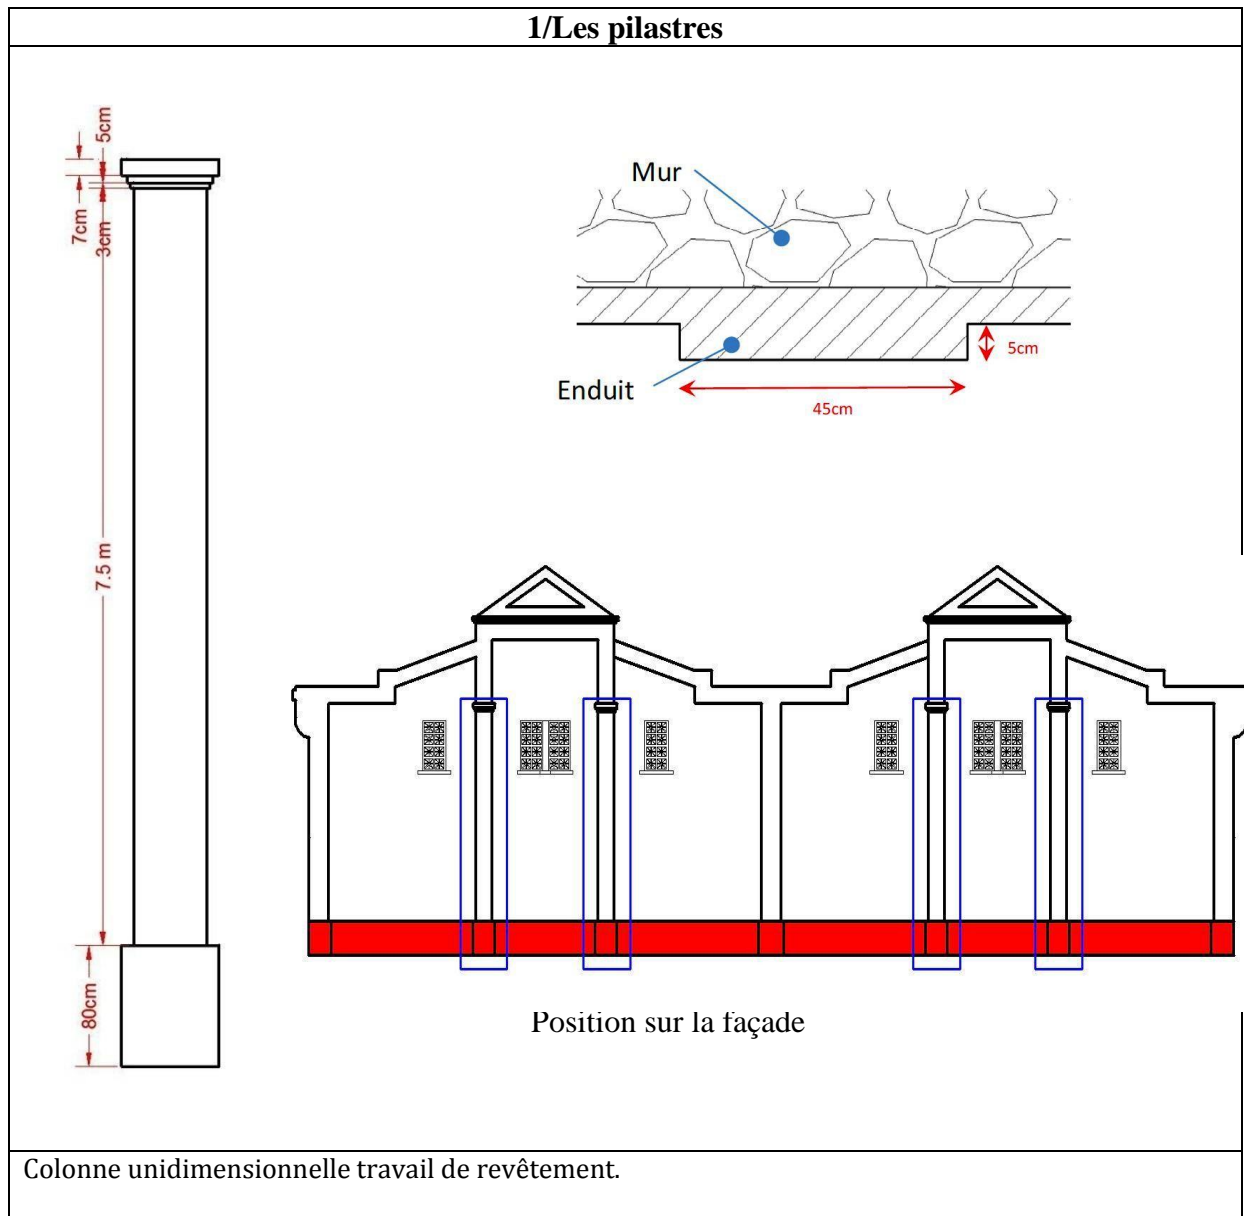 1/Les pilastres
5cm
7cm
3cm
7.5 m
80cm
Mur
Enduit
5cm
45cm
Position sur la façade
Colonne unidimensionnelle travail de revêtement.